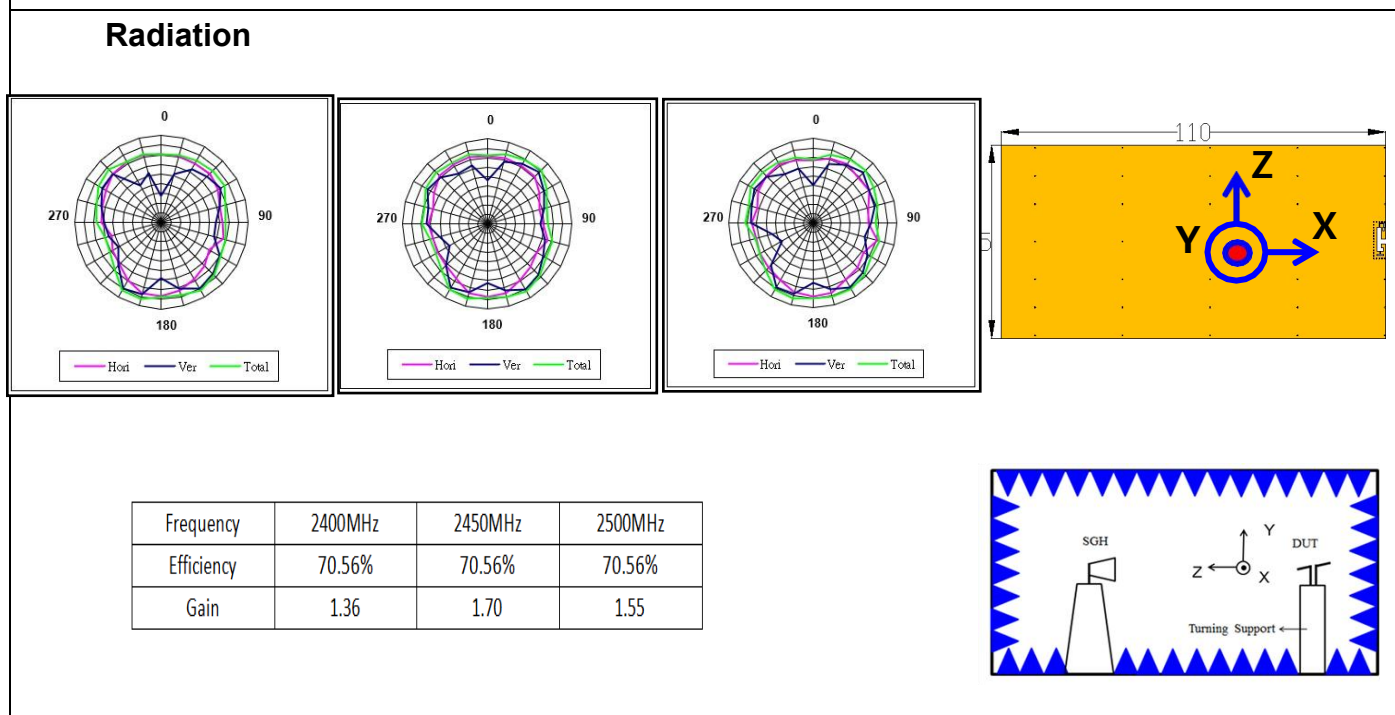 Radiation
0
270
90
180
Hori Ver Total
0
270
90
180
Hori Ver Total
0
270
90
180
Hori Ver Total
110
Z
Y
X
Frequency 2400MHz 2450MHz 2500MHz
Efficiency 70.56% 70.56% 70.56%
Gain 1.36 1.70 1.55
SGH
Y
DUT
Z
X
Turning Support